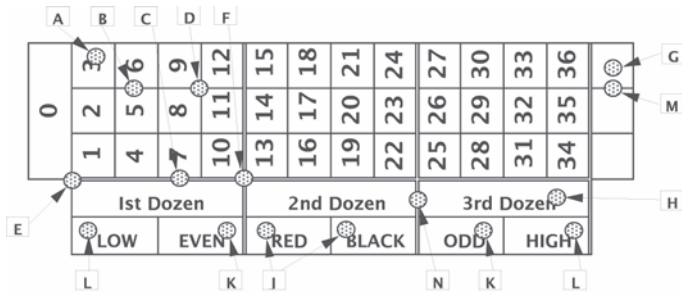 A B C D F
3 6 9 12 15 18 21 24 27 30 33 36 G
0 2 5 8 11 14 17 20 23 26 29 32 35 M
1 4 7 10 13 16 19 22 25 28 31 34
1st Dozen 2nd Dozen 3rd Dozen H
E
LOW EVEN RED BLACK ODD HIGH
L K J N K L